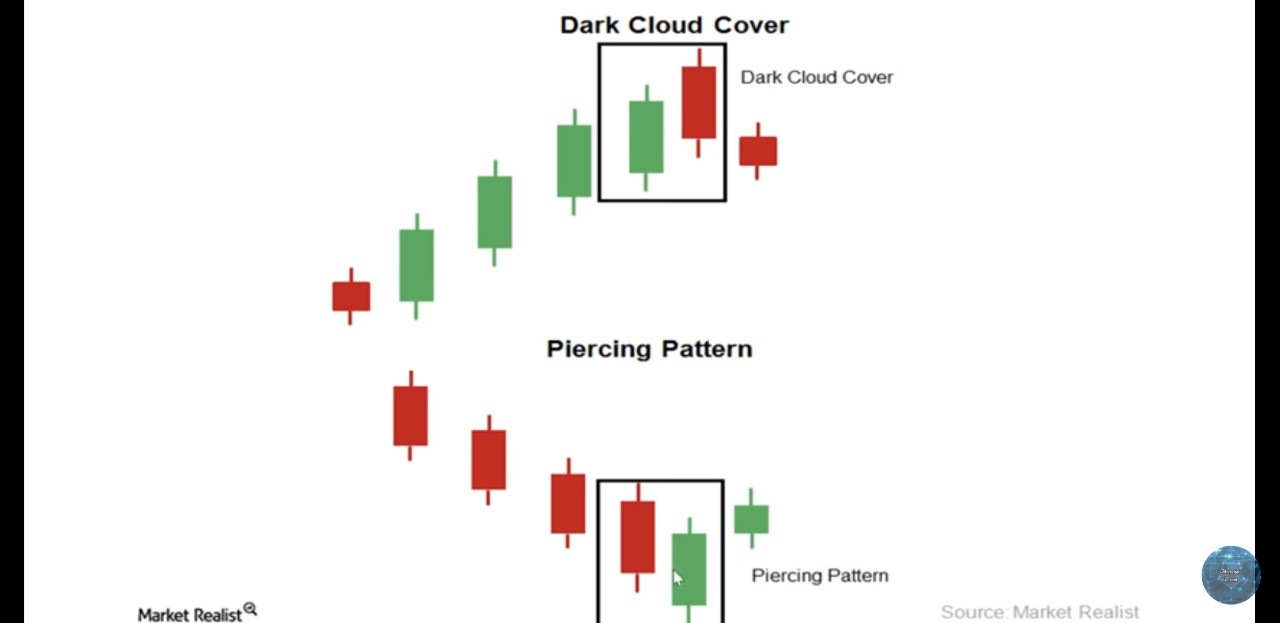 Dark Cloud Cover
Dark Cloud Cover
Piercing Pattern
Piercing Pattern
Market Realist
Source: Market Realist